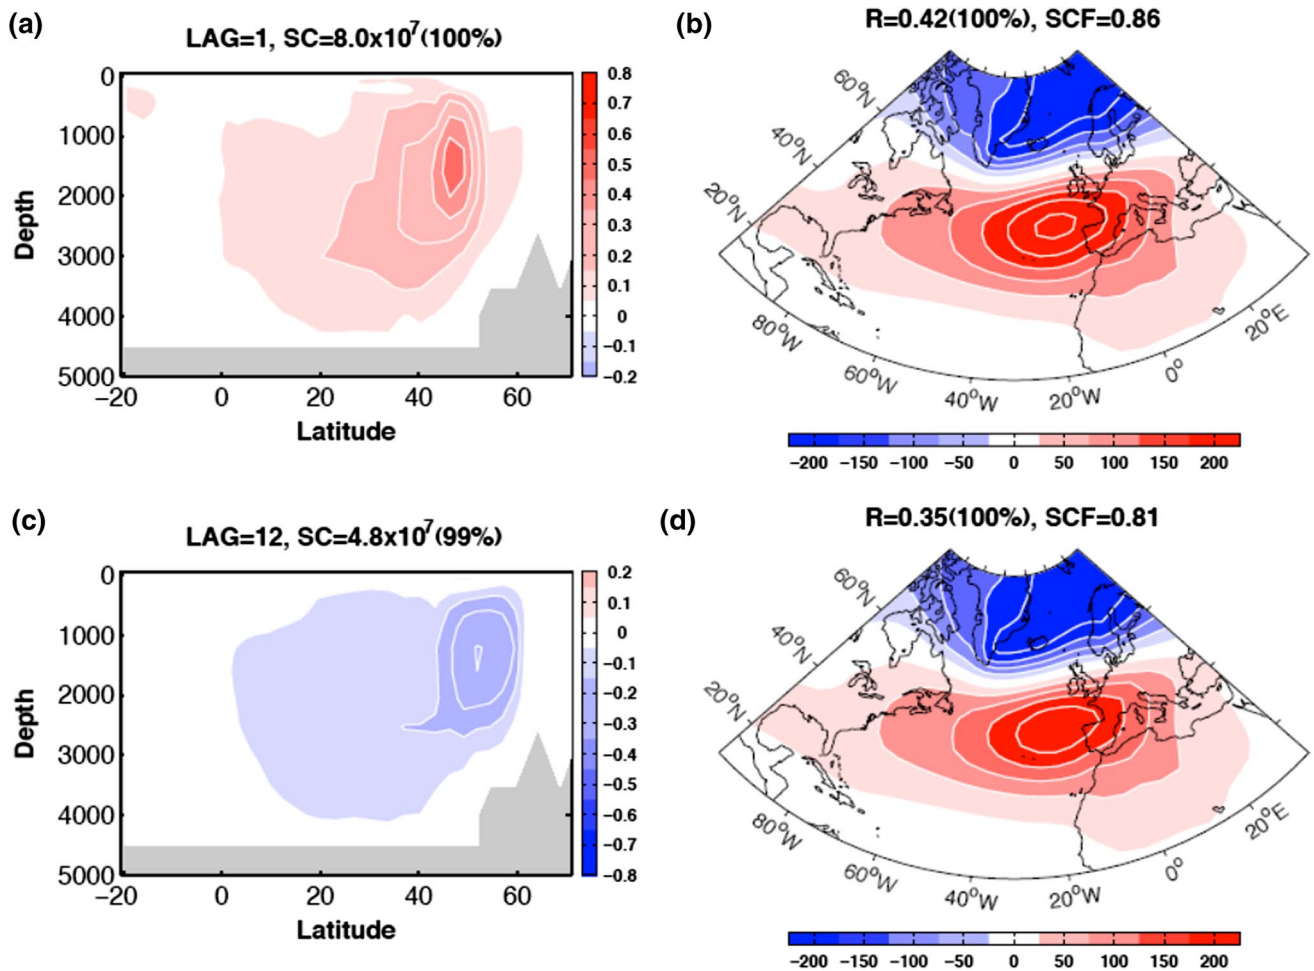 (a)
LAG=1, SC=8.0x10⁷(100%)
0
1000
2000
3000
4000
5000
Depth
−20
0
20
40
60
Latitude
0.8
0.7
0.6
0.5
0.4
0.3
0.2
0.1
0
−0.1
−0.2
(b)
R=0.42(100%), SCF=0.86
60°N
40°N
20°N
80°W
60°W
40°W
20°W
0°
20°E
−200
−150
−100
−50
0
50
100
150
200
(c)
LAG=12, SC=4.8x10⁷(99%)
0
1000
2000
3000
4000
5000
Depth
−20
0
20
40
60
Latitude
0.2
0.1
0
−0.1
−0.2
−0.3
−0.4
−0.5
−0.6
−0.7
−0.8
(d)
R=0.35(100%), SCF=0.81
60°N
40°N
20°N
80°W
60°W
40°W
20°W
0°
20°E
−200
−150
−100
−50
0
50
100
150
200